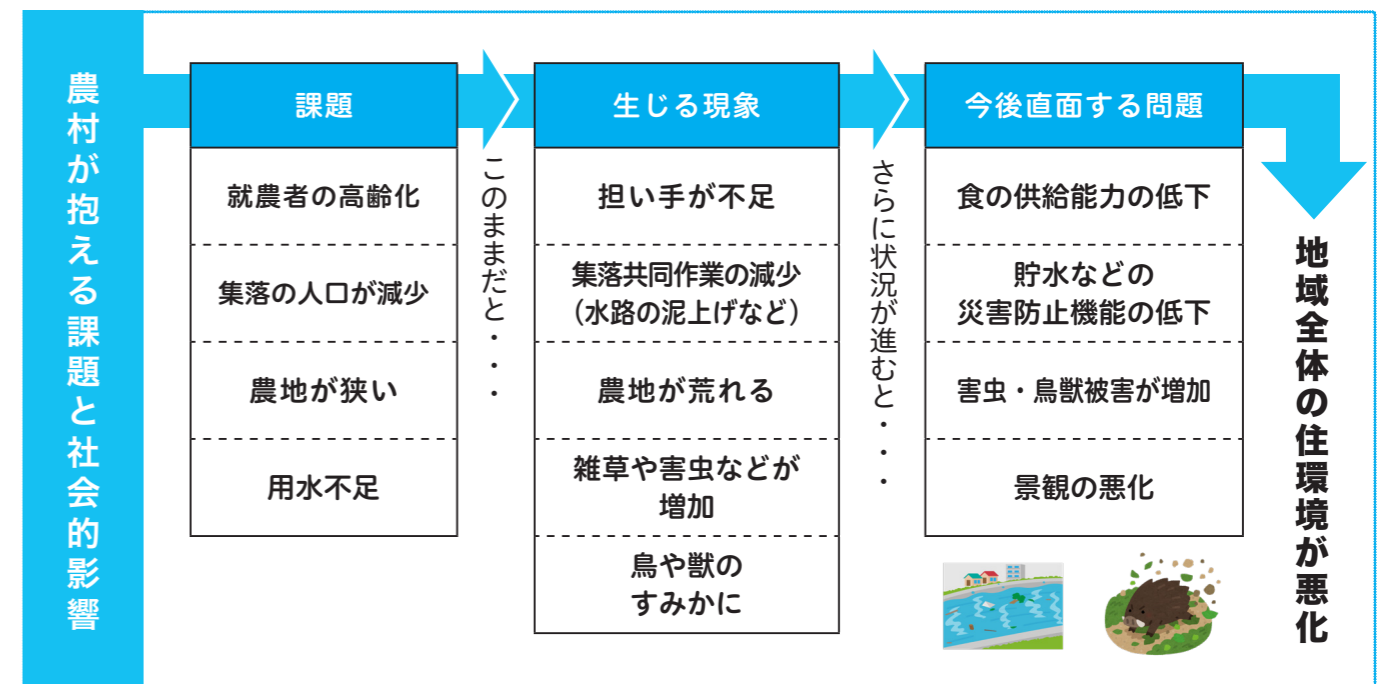 農村が抱える課題と社会的影響
課題
就農者の高齢化
集落の人口が減少
農地が狭い
用水不足
このままだと・・・
生じる現象
担い手が不足
集落共同作業の減少
（水路の泥上げなど）
農地が荒れる
雑草や害虫などが
増加
鳥や獣の
すみかに
さらに状況が進むと・・・
今後直面する問題
食の供給能力の低下
貯水などの
災害防止機能の低下
害虫・鳥獣被害が増加
景観の悪化
地域全体の住環境が悪化